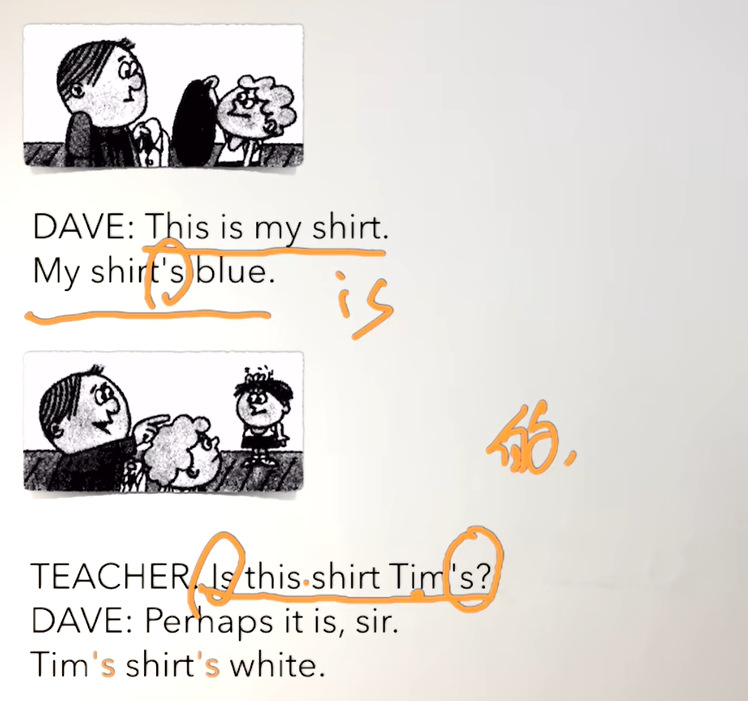 DAVE: This is my shirt.
My shirt's blue.
is
TEACHER: Is this shirt Tim's?
DAVE: Perhaps it is, sir.
Tim's shirt's white.